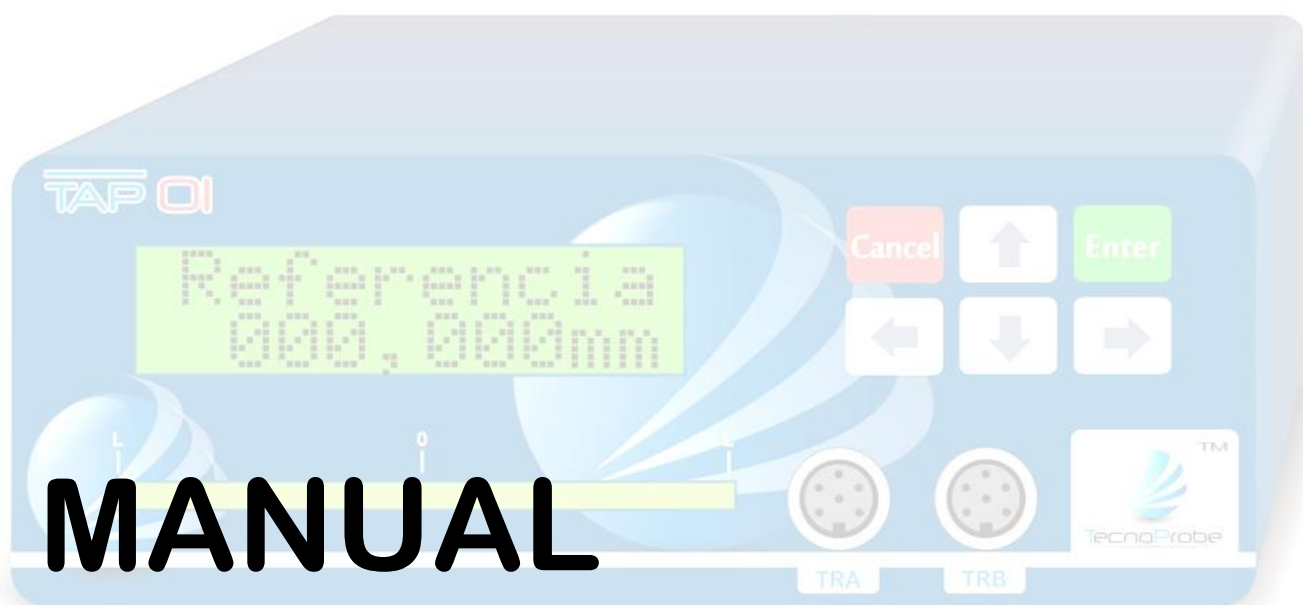 TAP 01
Referencia
000,000mm
Cancel
Enter
L 0 L
MANUAL
TM
TecnaProbe
TRA TRB